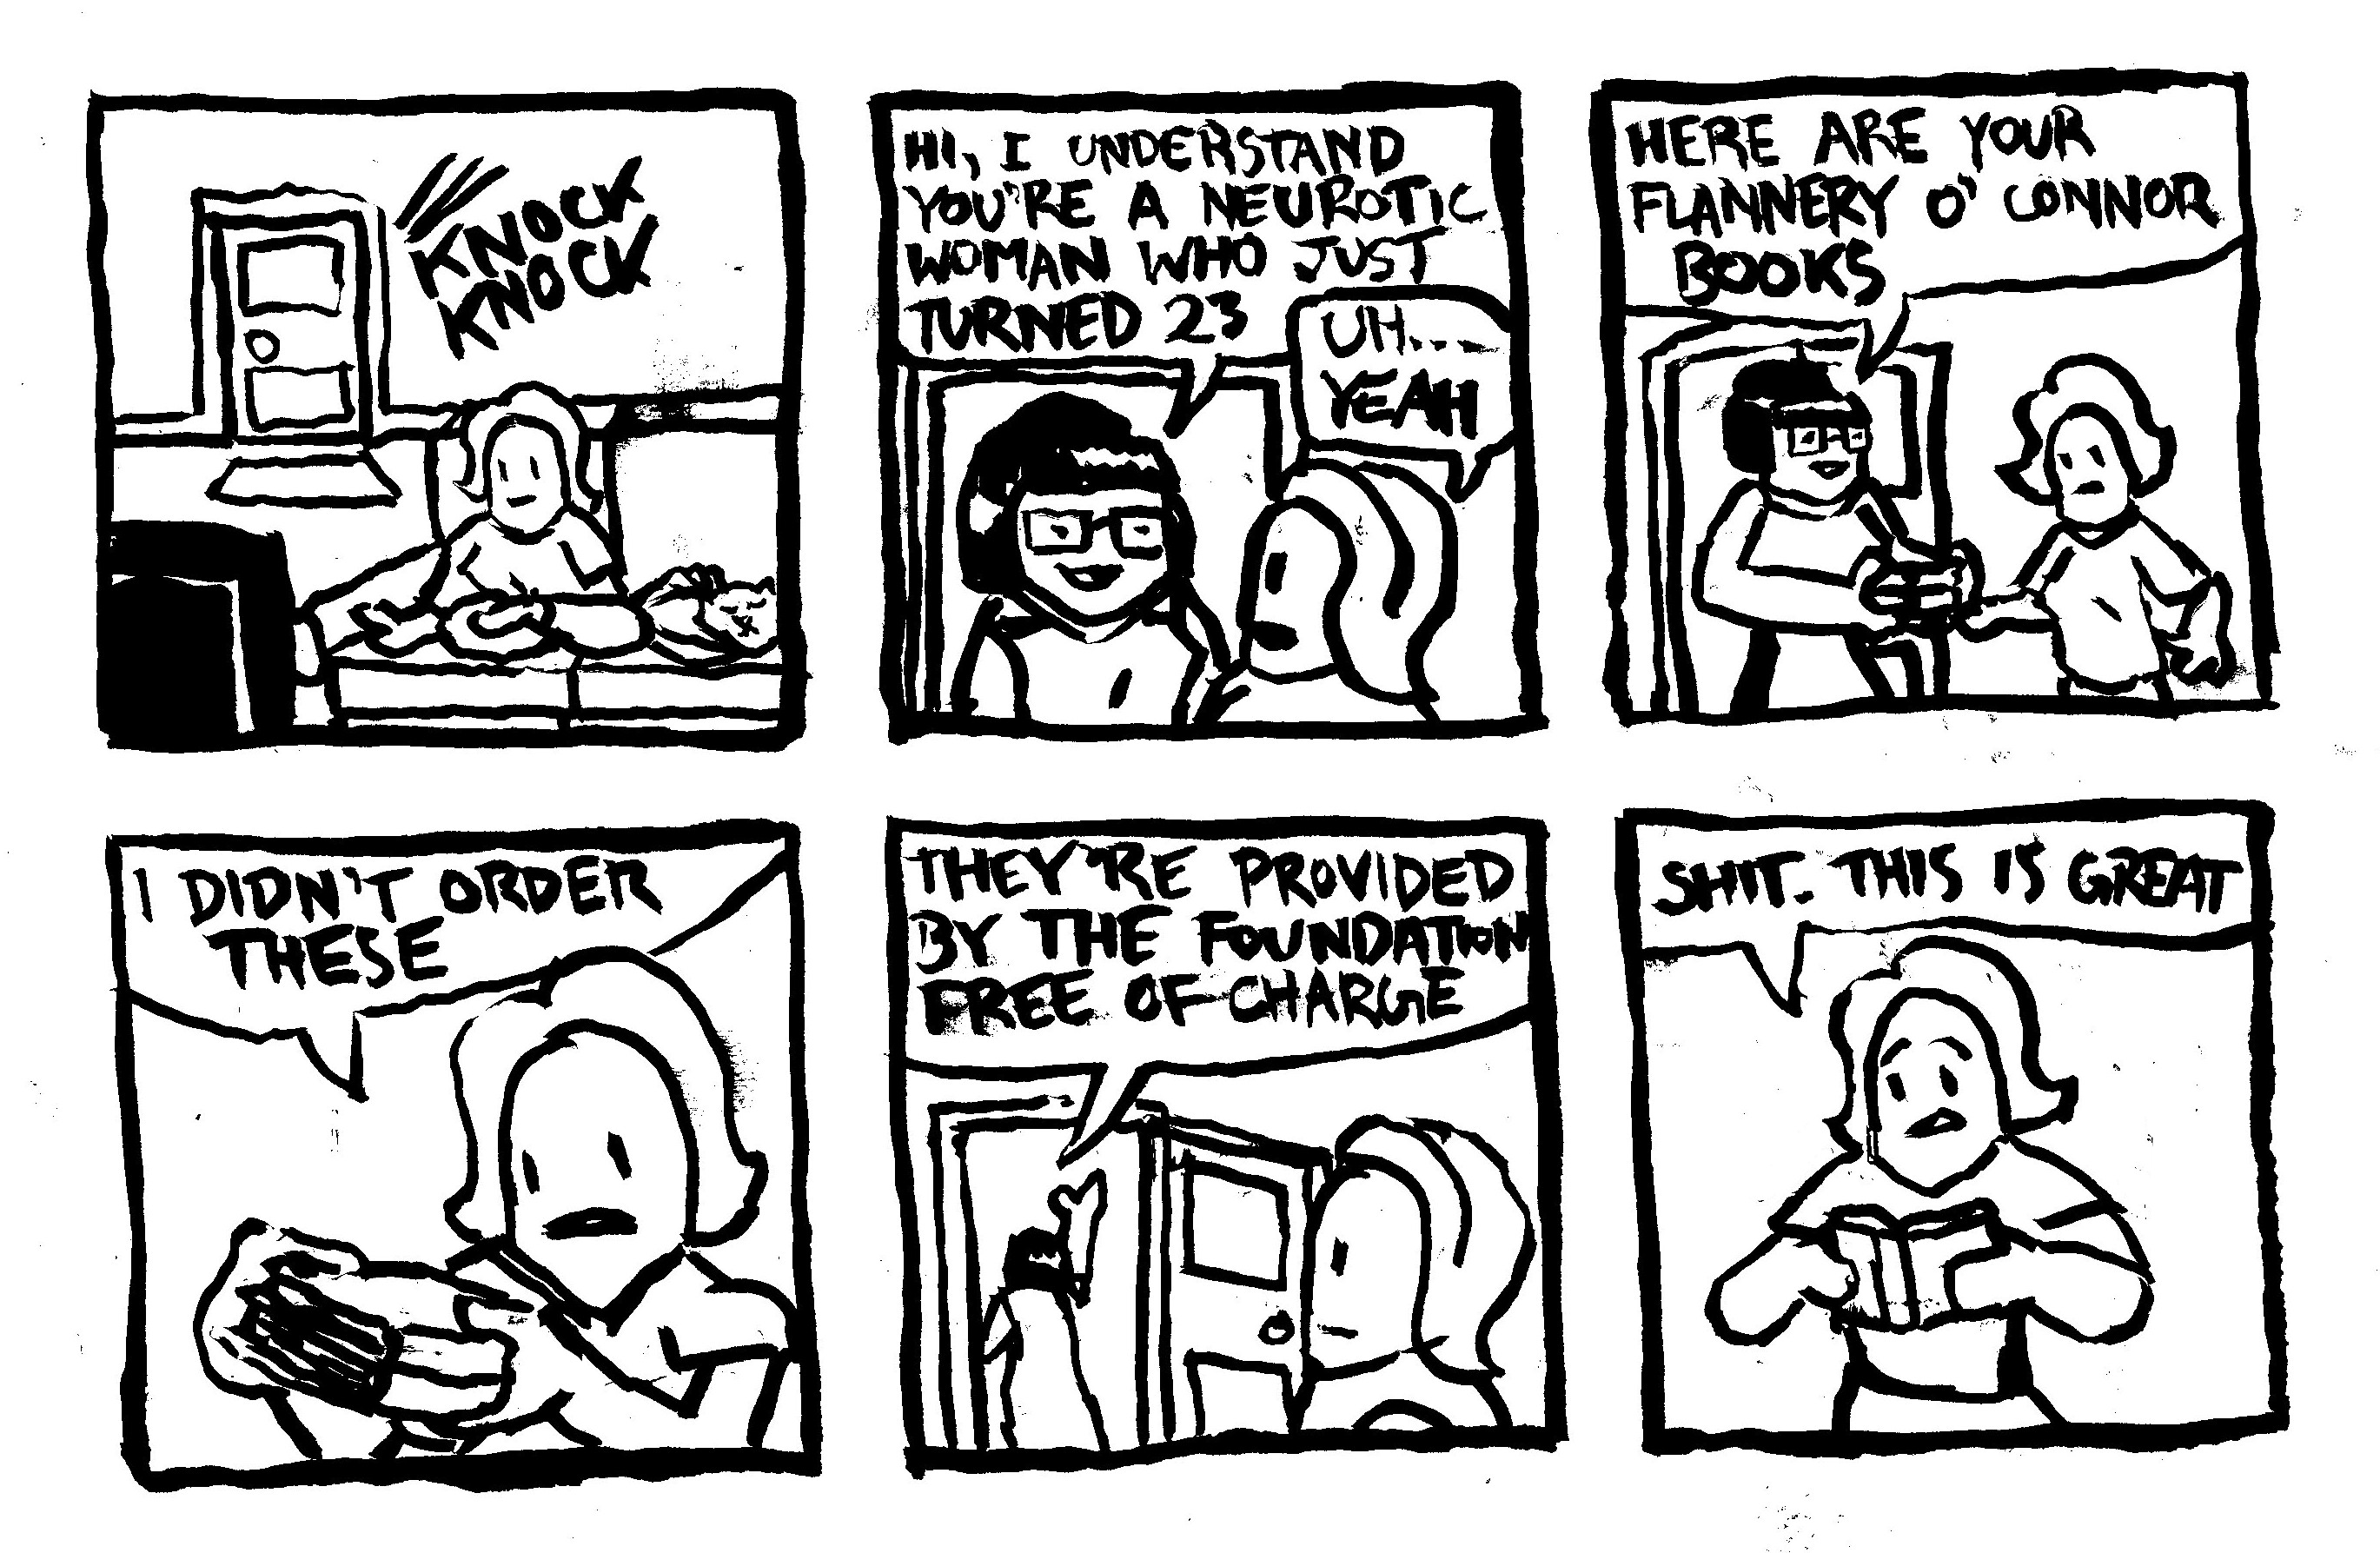 KNOCK
KNOCK
HI, I UNDERSTAND
YOU'RE A NEUROTIC
WOMAN WHO JUST
TURNED 23
UH....
YEAH
HERE ARE YOUR
FLANNERY O'CONNOR
BOOKS
I DIDN'T ORDER
THESE
THEY'RE PROVIDED
BY THE FOUNDATION
FREE OF CHARGE
SHIT. THIS IS GREAT